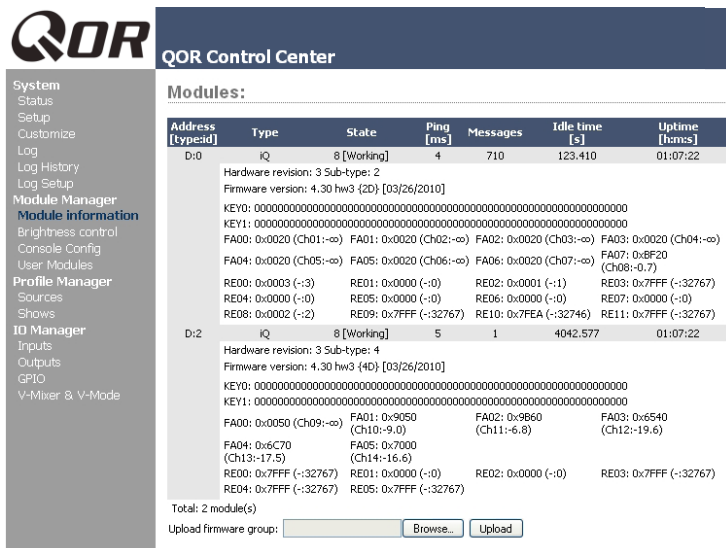 QOR
QOR Control Center
System
Status
Setup
Customize
Log
Log History
Log Setup
Module Manager
Module information
Brightness control
Console Config
User Modules
Profile Manager
Sources
Shows
IO Manager
Inputs
Outputs
GPIO
V-Mixer & V-Mode
Modules:
Address [type:id] Type State Ping [ms] Messages Idle time [s] Uptime [h:m:s]
D:0 iQ 8 [Working] 4 710 123.410 01:07:22
Hardware revision: 3 Sub-type: 2
Firmware version: 4.30 hw3 {2D} [03/26/2010]
KEY0: 0000000000000000000000000000000000000000000000000000000000000000
KEY1: 0000000000000000000000000000000000000000000000000000000000000000
FA00: 0x0020 (Ch01:-∞) FA01: 0x0020 (Ch02:-∞) FA02: 0x0020 (Ch03:-∞) FA03: 0x0020 (Ch04:-∞)
FA04: 0x0020 (Ch05:-∞) FA05: 0x0020 (Ch06:-∞) FA06: 0x0020 (Ch07:-∞) FA07: 0xBF20 (Ch08:-0.7)
RE00: 0x0003 (-:3) RE01: 0x0000 (-:0) RE02: 0x0001 (-:1) RE03: 0x7FFF (-:32767)
RE04: 0x0000 (-:0) RE05: 0x0000 (-:0) RE06: 0x0000 (-:0) RE07: 0x0000 (-:0)
RE08: 0x0002 (-:2) RE09: 0x7FFF (-:32767) RE10: 0x7FEA (-:32746) RE11: 0x7FFF (-:32767)
D:2 iQ 8 [Working] 5 1 4042.577 01:07:22
Hardware revision: 3 Sub-type: 4
Firmware version: 4.30 hw3 {4D} [03/26/2010]
KEY0: 0000000000000000000000000000000000000000000000000000000000000000
KEY1: 0000000000000000000000000000000000000000000000000000000000000000
FA00: 0x0050 (Ch09:-∞) FA01: 0x9050 (Ch10:-9.0) FA02: 0x9B60 (Ch11:-6.8) FA03: 0x6540 (Ch12:-19.6)
FA04: 0x6C70 (Ch13:-17.5) FA05: 0x7000 (Ch14:-16.6)
RE00: 0x7FFF (-:32767) RE01: 0x0000 (-:0) RE02: 0x0000 (-:0) RE03: 0x7FFF (-:32767)
RE04: 0x7FFF (-:32767) RE05: 0x7FFF (-:32767)
Total: 2 module(s)
Upload firmware group: Browse... Upload